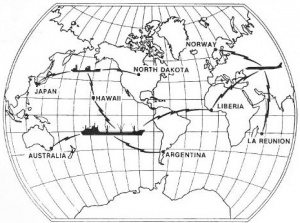 NORWAY
NORTH DAKOTA
JAPAN
HAWAII
LIBERIA
LA REUNION
AUSTRALIA
ARGENTINA